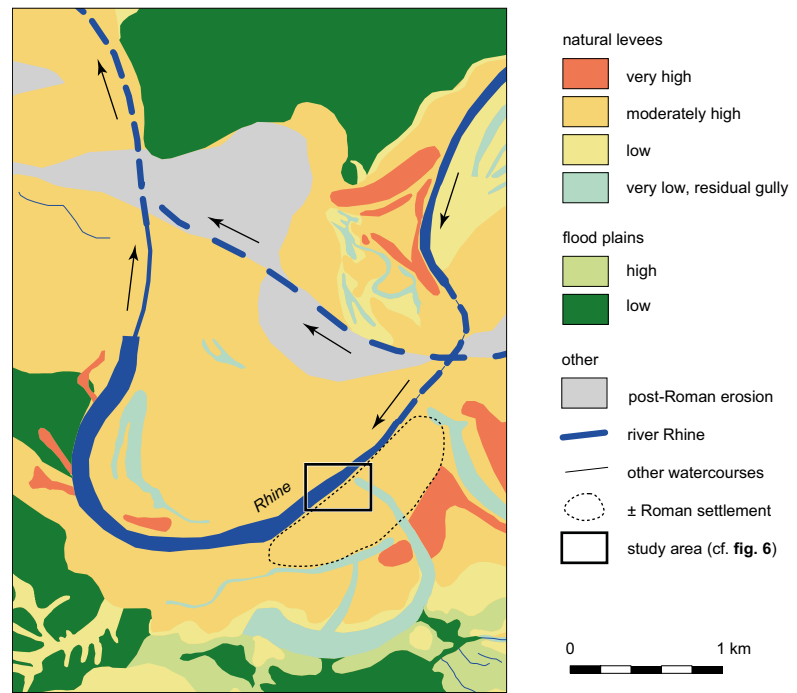 Rhine
natural levees
very high
moderately high
low
very low, residual gully
flood plains
high
low
other
post-Roman erosion
river Rhine
other watercourses
± Roman settlement
study area (cf. fig. 6)
0 1 km